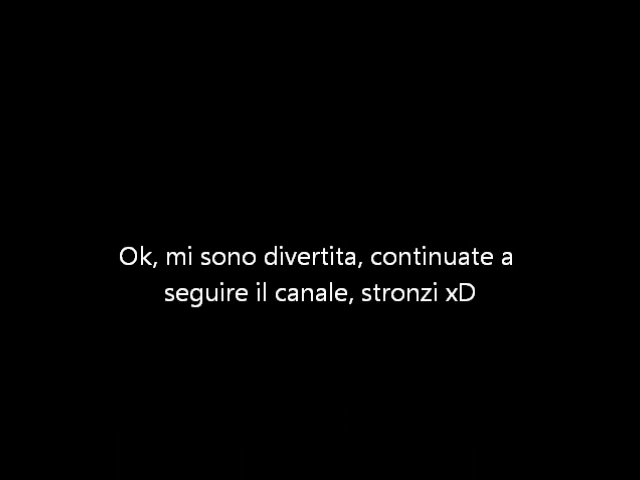 Ok, mi sono divertita, continuate a
seguire il canale, stronzi xD